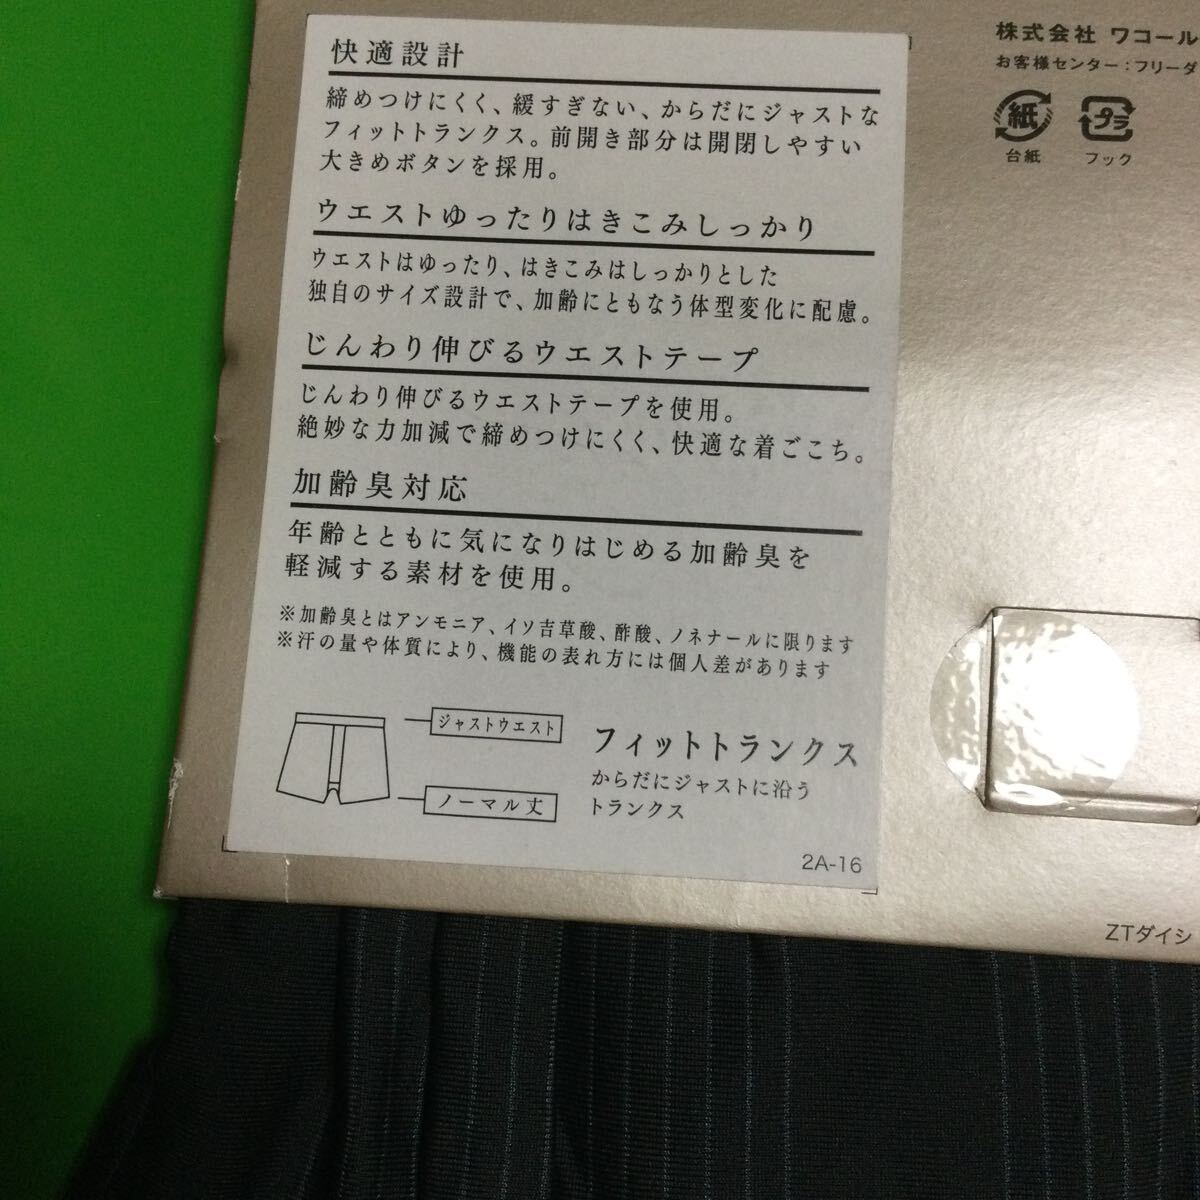 快適設計
締めつけにくく、緩すぎない、からだにジャストな
フィットトランクス。前開き部分は開閉しやすい
大きめボタンを採用。
ウエストゆったりはきこみしっかり
ウエストはゆったり、はきこみはしっかりとした
独自のサイズ設計で、加齢にともなう体型変化に配慮。
じんわり伸びるウエストテープ
じんわり伸びるウエストテープを使用。
絶妙な力加減で締めつけにくく、快適な着ごこち。
加齢臭対応
年齢とともに気になりはじめる加齢臭を
軽減する素材を使用。
※加齢臭とはアンモニア、イソ吉草酸、酢酸、ノネナールに限ります
※汗の量や体質により、機能の表れ方には個人差があります
ジャストウエスト
ノーマル丈
フィットトランクス
からだにジャストに沿う
トランクス
2A-16
株式会社 ワコール
お客様センター：フリーダ
紙
台紙
プラ
フック
ZTダイシ